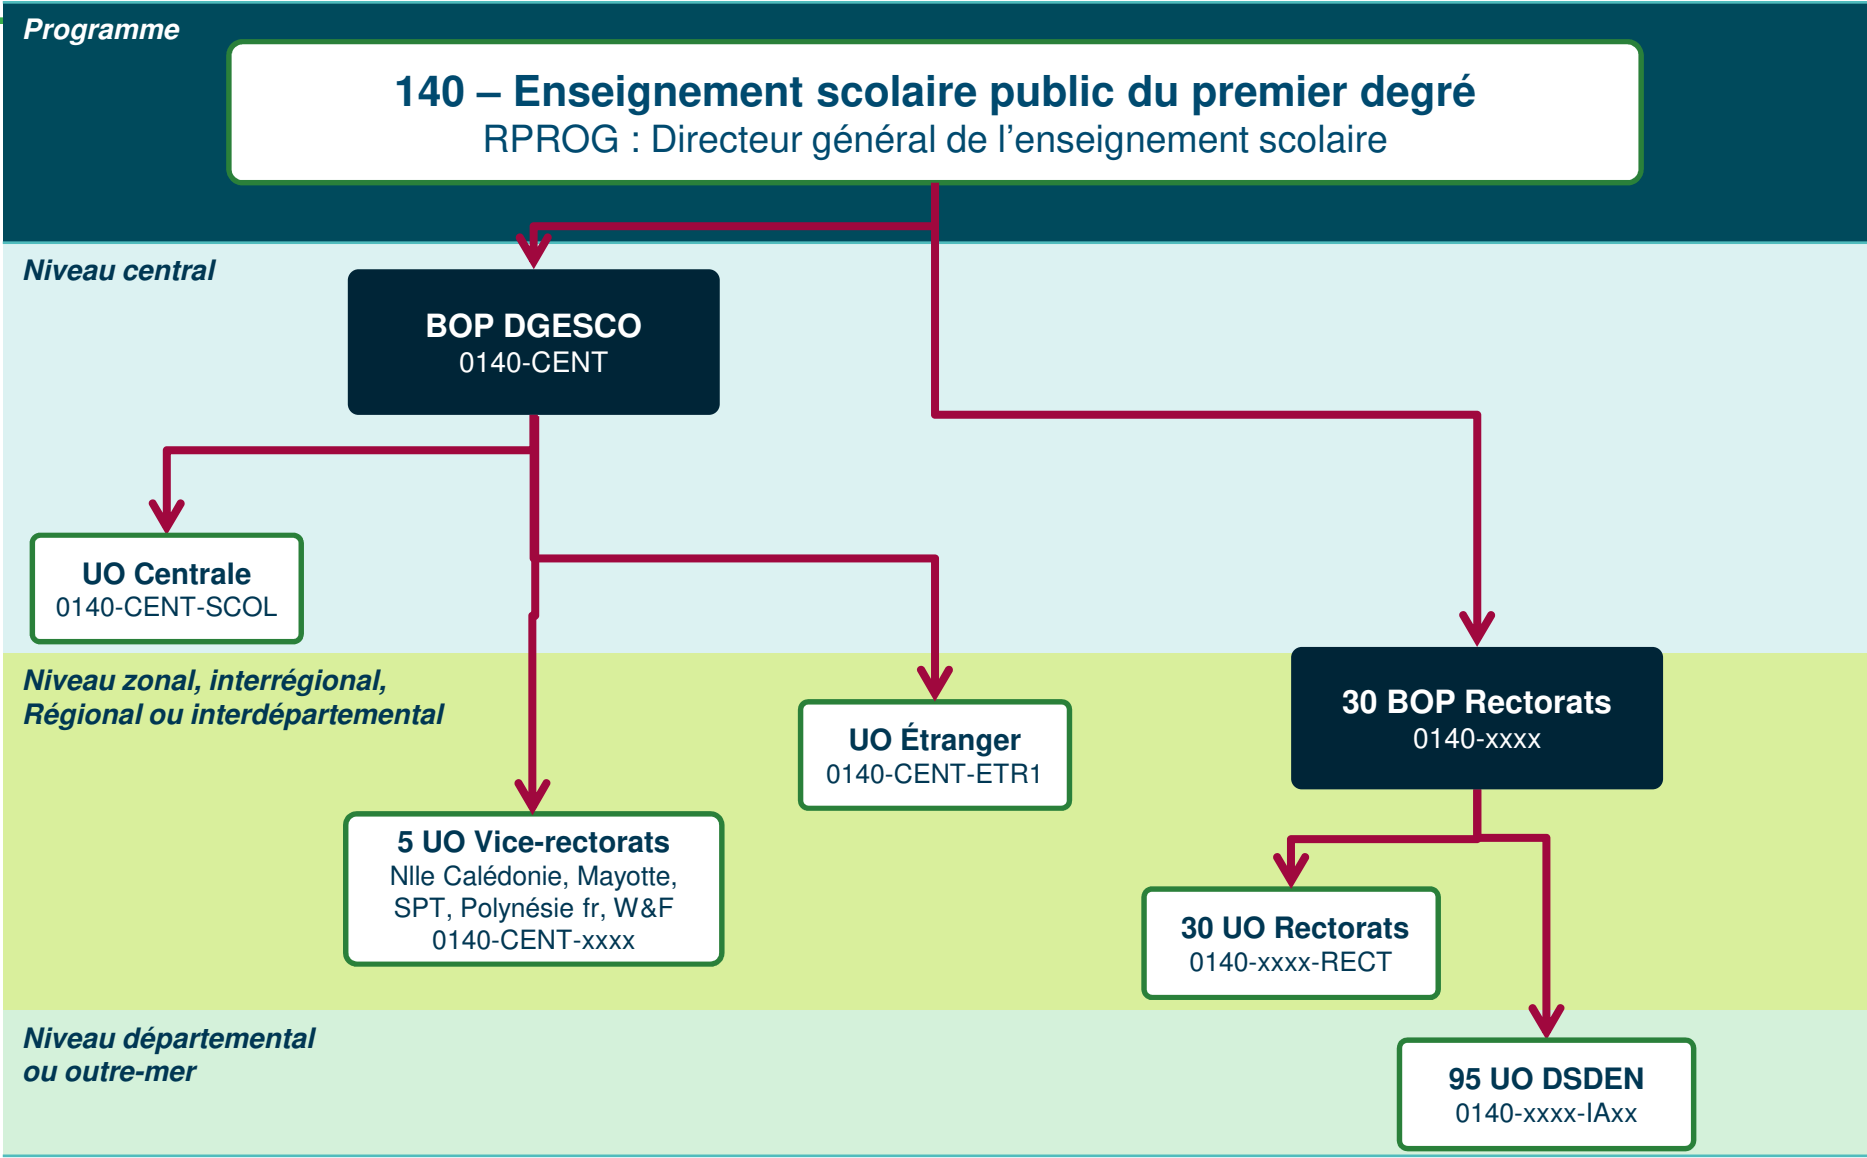 Programme
140 – Enseignement scolaire public du premier degré
RPROG : Directeur général de l'enseignement scolaire
Niveau central
BOP DGESCO
0140-CENT
UO Centrale
0140-CENT-SCOL
Niveau zonal, interrégional,
Régional ou interdépartemental
30 BOP Rectorats
0140-xxxx
UO Étranger
0140-CENT-ETR1
5 UO Vice-rectorats
Nlle Calédonie, Mayotte,
SPT, Polynésie fr, W&F
0140-CENT-xxxx
30 UO Rectorats
0140-xxxx-RECT
Niveau départemental
ou outre-mer
95 UO DSDEN
0140-xxxx-IAxx